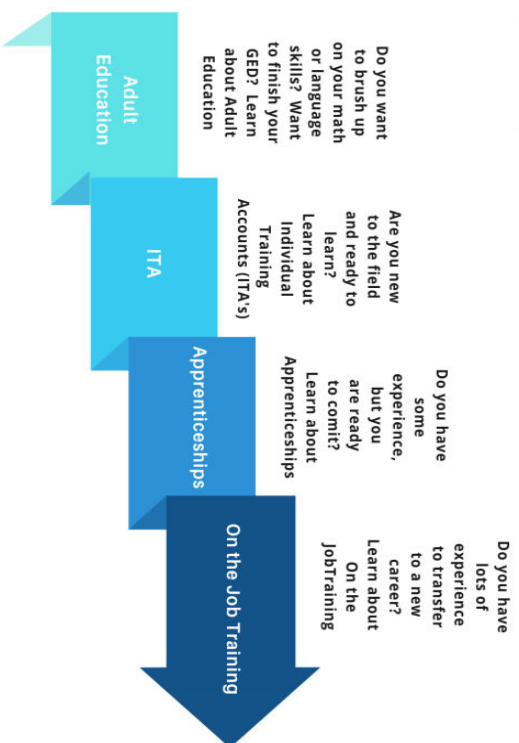 Do you want
to brush up
on your math
or language
skills? Want
to finish your
GED? Learn
about Adult
Education
Adult
Education
Are you new
to the field
and ready to
learn?
Learn about
Individual
Training
Accounts (ITA's)
ITA
Do you have
some
experience,
but you
are ready
to comit?
Learn about
Apprenticeships
Apprenticeships
Do you have
lots of
experience
to transfer
to a new
career?
Learn about
On the
JobTraining
On the Job Training